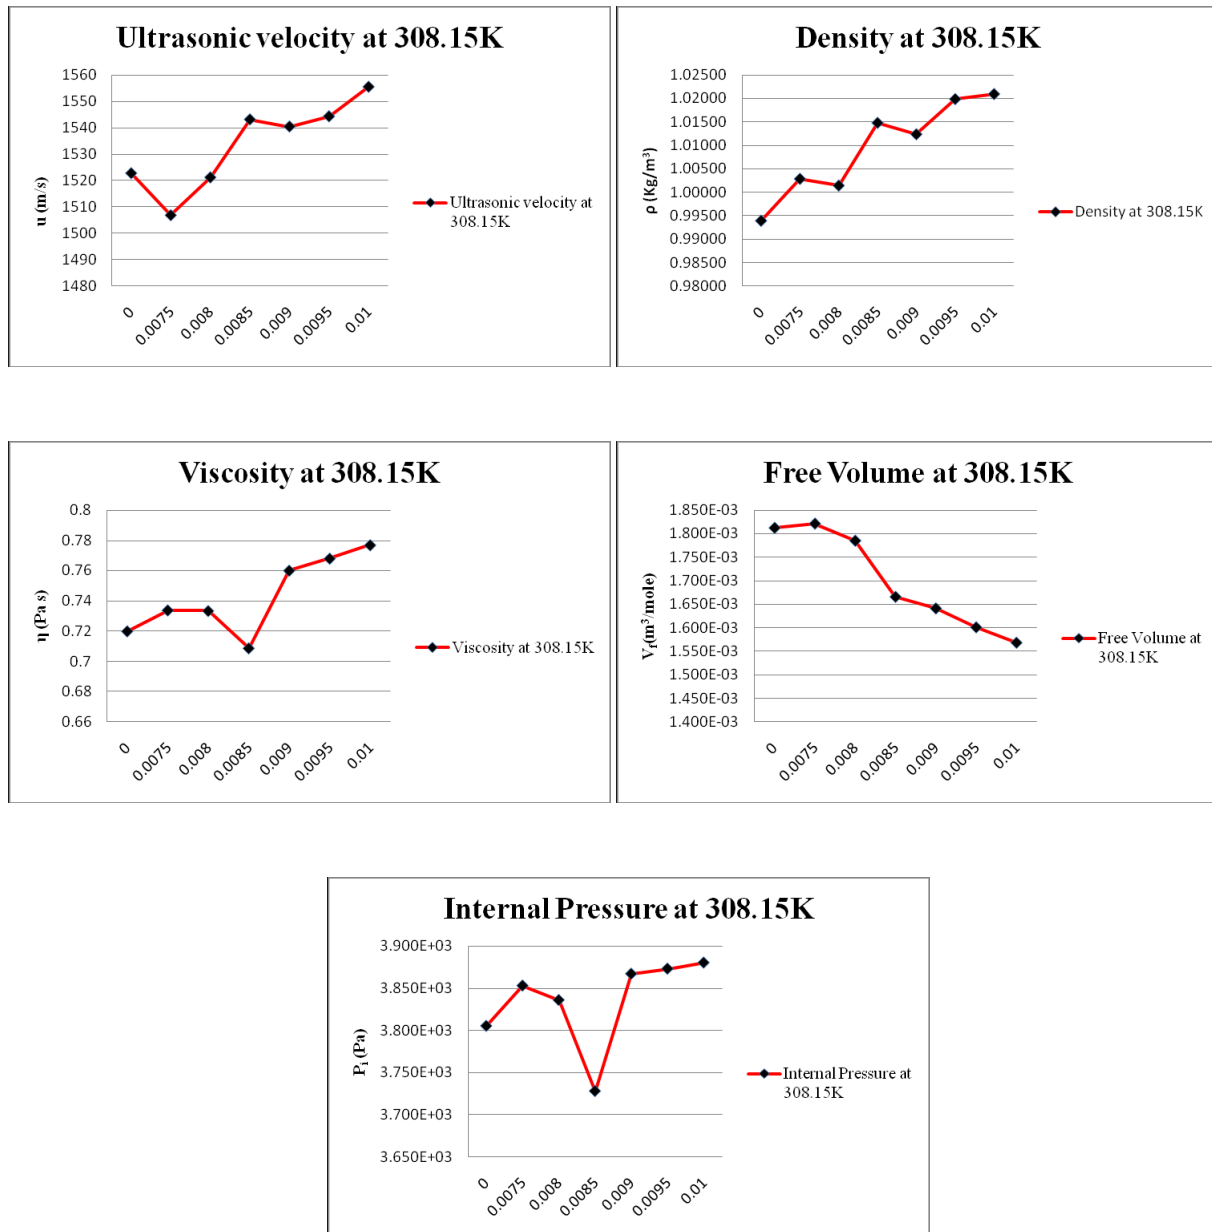 Ultrasonic velocity at 308.15K
1560
1550
1540
1530
1520
1510
1500
1490
1480
u (m/s)
0
0.0075
0.008
0.0085
0.009
0.0095
0.01
Ultrasonic velocity at
308.15K
Density at 308.15K
1.02500
1.02000
1.01500
1.01000
1.00500
1.00000
0.99500
0.99000
0.98500
0.98000
ρ (Kg/m³)
0
0.0075
0.008
0.0085
0.009
0.0095
0.01
Density at 308.15K
Viscosity at 308.15K
0.8
0.78
0.76
0.74
0.72
0.7
0.68
0.66
η (Pa s)
0
0.0075
0.008
0.0085
0.009
0.0095
0.01
Viscosity at 308.15K
Free Volume at 308.15K
1.850E-03
1.800E-03
1.750E-03
1.700E-03
1.650E-03
1.600E-03
1.550E-03
1.500E-03
1.450E-03
1.400E-03
Vf(m³/mole)
0
0.0075
0.008
0.0085
0.009
0.0095
0.01
Free Volume at
308.15K
Internal Pressure at 308.15K
3.900E+03
3.850E+03
3.800E+03
3.750E+03
3.700E+03
3.650E+03
Pi (Pa)
0
0.0075
0.008
0.0085
0.009
0.0095
0.01
Internal Pressure at
308.15K